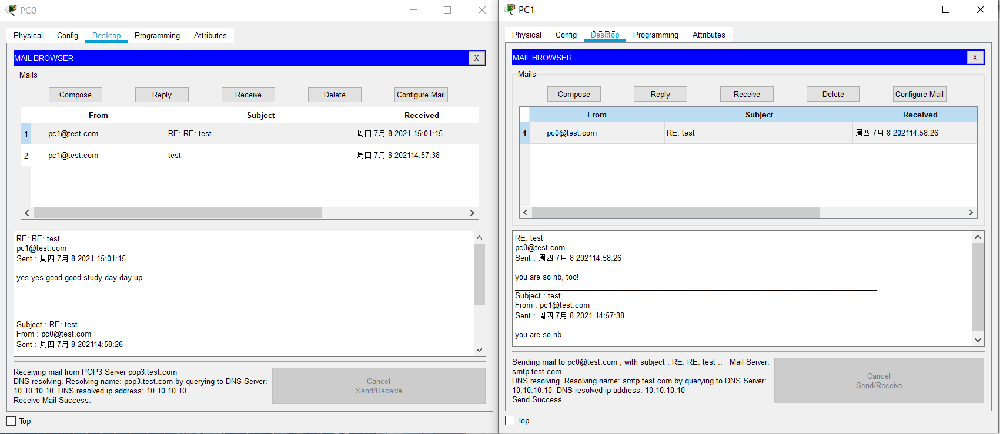 PC0
Physical Config Desktop Programming Attributes
MAIL BROWSER X
Mails
Compose Reply Receive Delete Configure Mail
From Subject Received
1 pc1@test.com RE: RE: test 周四 7月 8 2021 15:01:15
2 pc1@test.com test 周四 7月 8 202114:57:38
RE: RE: test
pc1@test.com
Sent : 周四 7月 8 2021 15:01:15
yes yes good good study day day up
Subject : RE: test
From : pc0@test.com
Sent : 周四 7月 8 202114:58:26
Receiving mail from POP3 Server pop3.test.com
DNS resolving. Resolving name: pop3.test.com by querying to DNS Server:
10.10.10.10 DNS resolved ip address: 10.10.10.10
Receive Mail Success.
Cancel
Send/Receive
Top
PC1
Physical Config Desktop Programming Attributes
MAIL BROWSER X
Mails
Compose Reply Receive Delete Configure Mail
From Subject Received
1 pc0@test.com RE: test 周四 7月 8 202114:58:26
RE: test
pc0@test.com
Sent : 周四 7月 8 202114:58:26
you are so nb, too!
Subject : test
From : pc1@test.com
Sent : 周四 7月 8 2021 14:57:38
you are so nb
Sending mail to pc0@test.com , with subject : RE: RE: test .. Mail Server:
smtp.test.com
DNS resolving. Resolving name: smtp.test.com by querying to DNS Server:
10.10.10.10 DNS resolved ip address: 10.10.10.10
Send Success.
Cancel
Send/Receive
Top